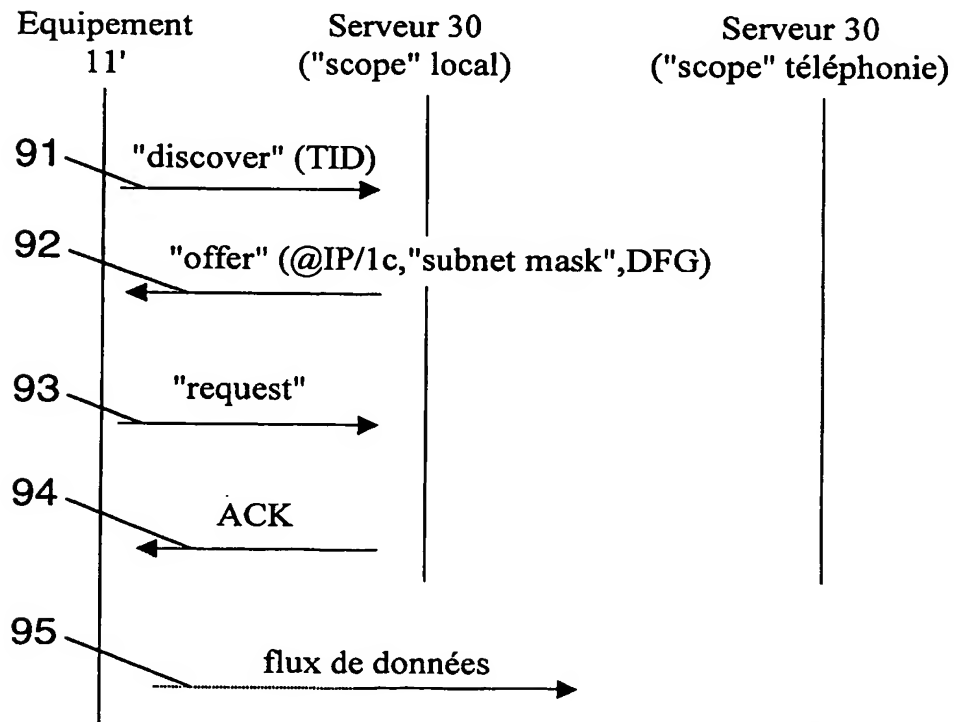 Equipement
11'
Serveur 30
("scope" local)
Serveur 30
("scope" téléphonie)
91
"discover" (TID)
92
"offer" (@IP/1c,"subnet mask",DFG)
93
"request"
94
ACK
95
flux de données